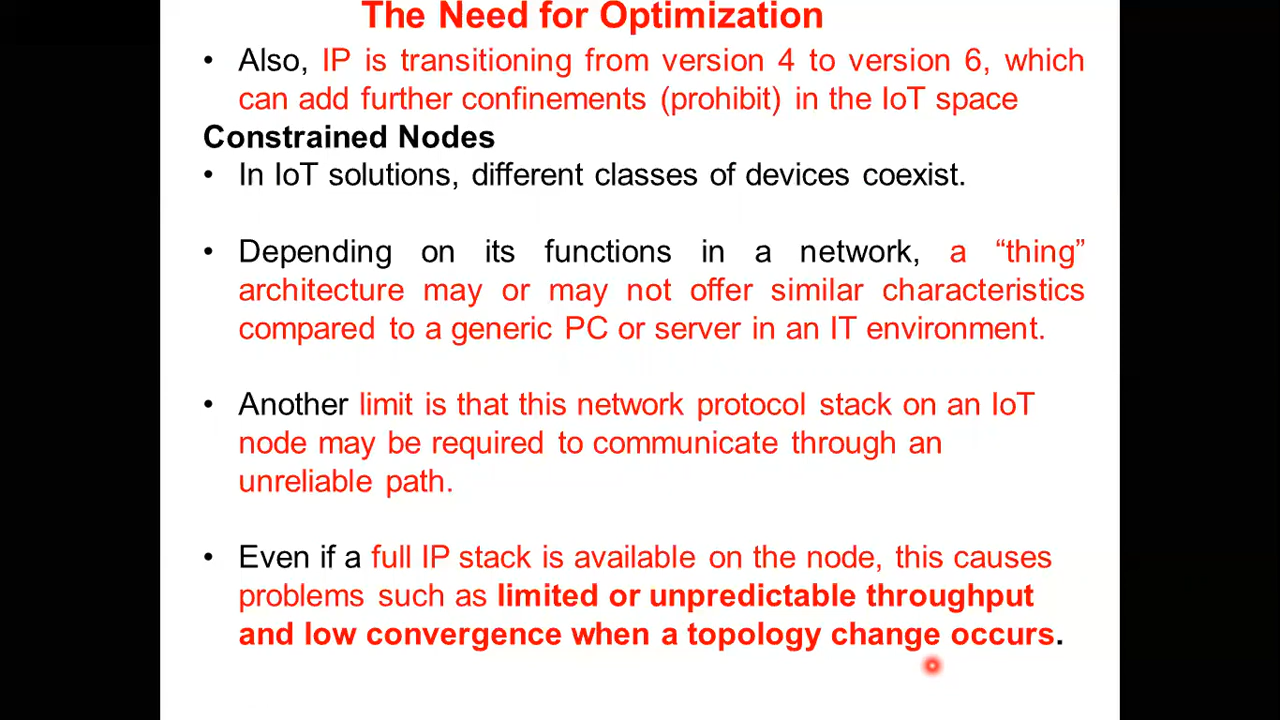 The Need for Optimization
• Also, IP is transitioning from version 4 to version 6, which
can add further confinements (prohibit) in the IoT space
Constrained Nodes
• In IoT solutions, different classes of devices coexist.
• Depending on its functions in a network, a “thing”
architecture may or may not offer similar characteristics
compared to a generic PC or server in an IT environment.
• Another limit is that this network protocol stack on an IoT
node may be required to communicate through an
unreliable path.
• Even if a full IP stack is available on the node, this causes
problems such as limited or unpredictable throughput
and low convergence when a topology change occurs.